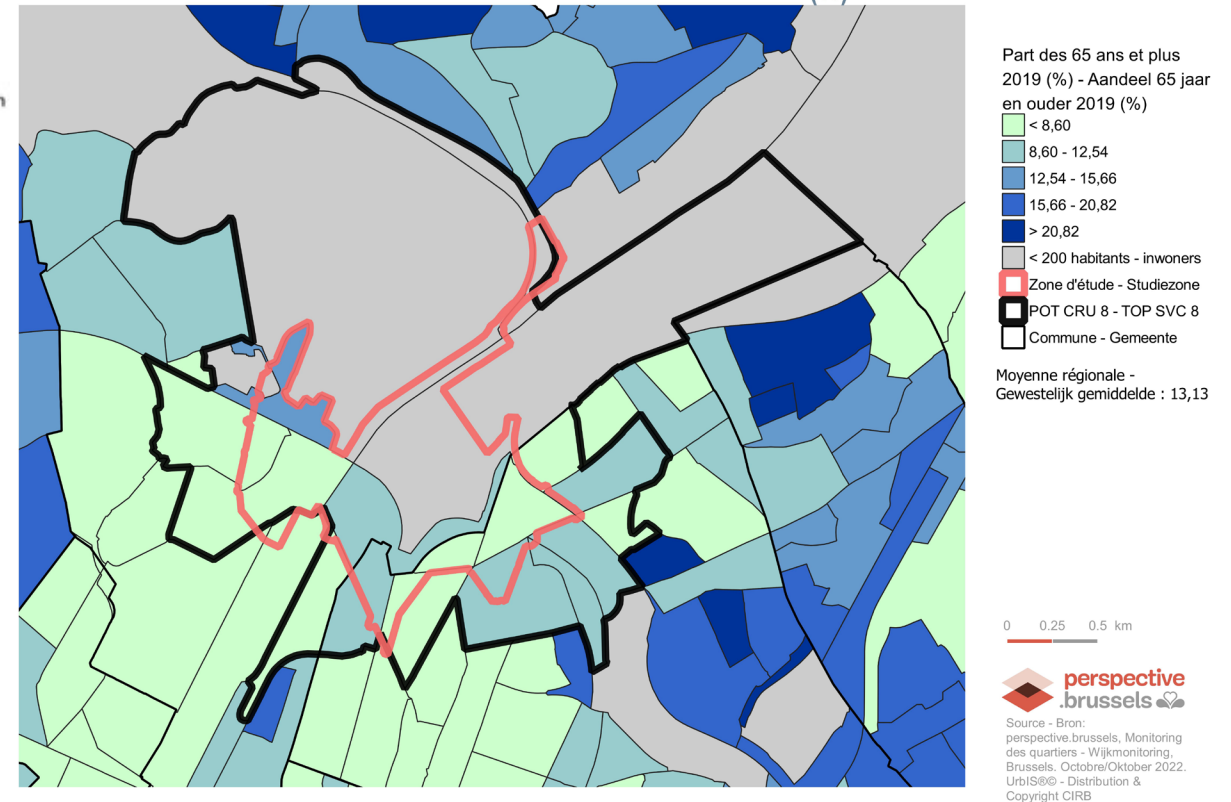 Part des 65 ans et plus
2019 (%) - Aandeel 65 jaar
en ouder 2019 (%)
< 8,60
8,60 - 12,54
12,54 - 15,66
15,66 - 20,82
> 20,82
< 200 habitants - inwoners
Zone d'étude - Studiezone
POT CRU 8 - TOP SVC 8
Commune - Gemeente
Moyenne régionale -
Gewestelijk gemiddelde : 13,13
0 0.25 0.5 km
perspective
.brussels
Source - Bron:
perspective.brussels, Monitoring
des quartiers - Wijkmonitoring,
Brussels. Octobre/Oktober 2022.
UrbIS®© - Distribution &
Copyright CIRB